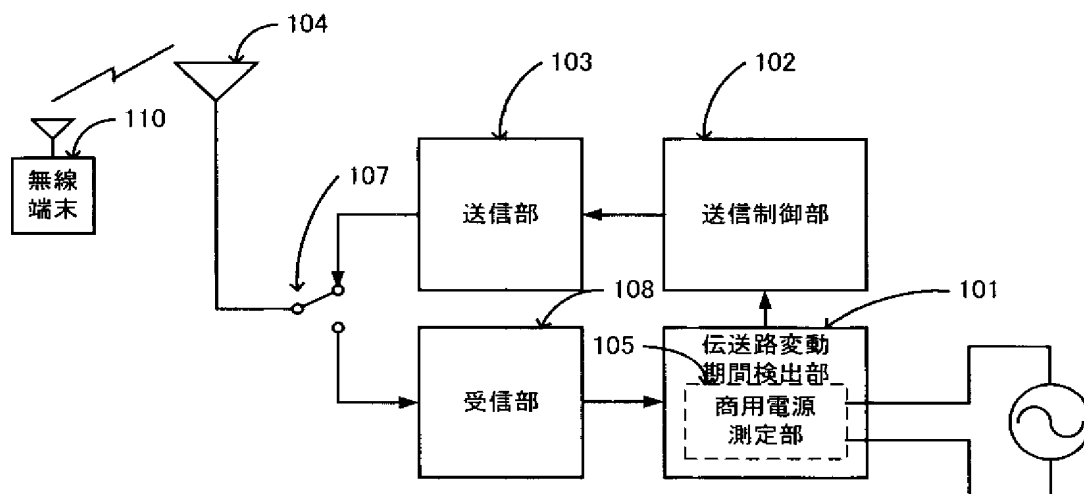 104
103
102
110
無線
端末
107
送信部
送信制御部
108
101
105
伝送路変動
期間検出部
受信部
商用電源
測定部